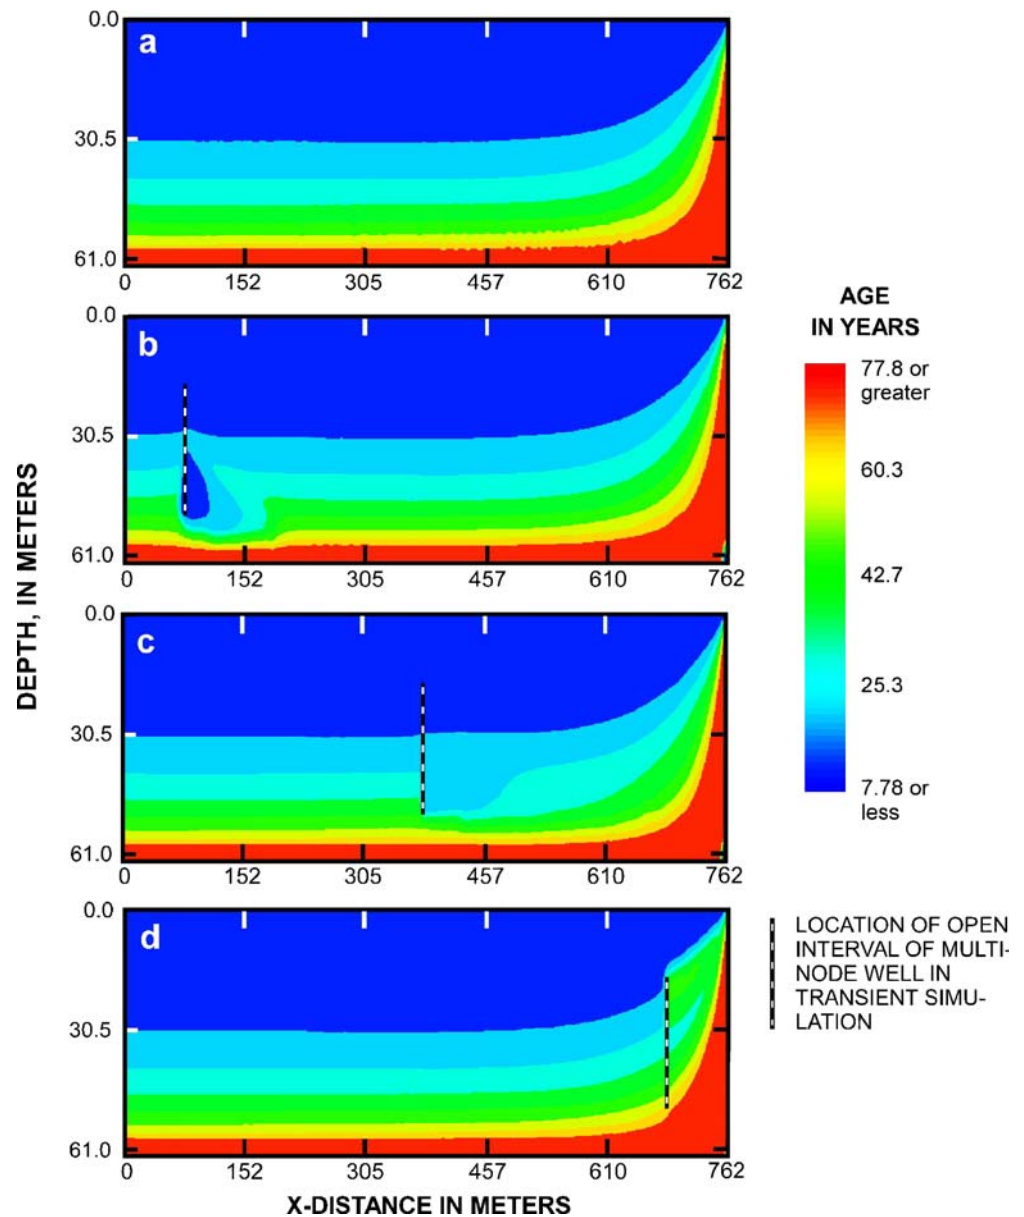 a
0.0
30.5
61.0
0 152 305 457 610 762
b
0.0
30.5
61.0
0 152 305 457 610 762
c
0.0
30.5
61.0
0 152 305 457 610 762
d
0.0
30.5
61.0
0 152 305 457 610 762
DEPTH, IN METERS
X-DISTANCE IN METERS
AGE
IN YEARS
77.8 or
greater
60.3
42.7
25.3
7.78 or
less
LOCATION OF OPEN
INTERVAL OF MULTI-
NODE WELL IN
TRANSIENT SIMU-
LATION